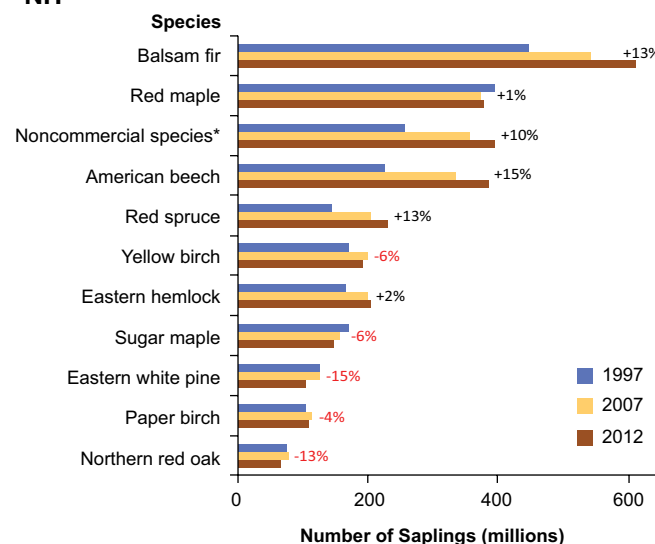 Species
Balsam fir +13%
Red maple +1%
Noncommercial species* +10%
American beech +15%
Red spruce +13%
Yellow birch -6%
Eastern hemlock +2%
Sugar maple -6%
Eastern white pine -15%
Paper birch -4%
Northern red oak -13%
1997
2007
2012
0 200 400 600
Number of Saplings (millions)